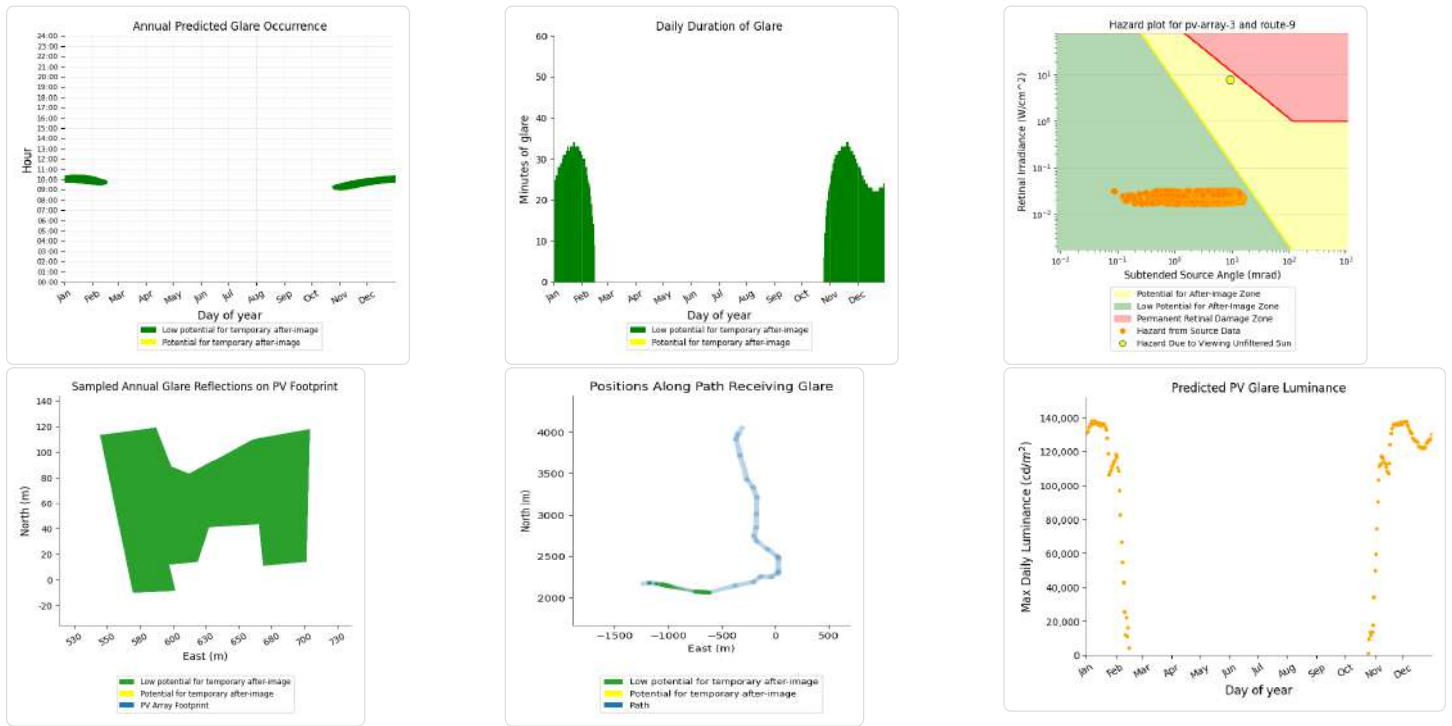 Annual Predicted Glare Occurrence
24:00
23:00
22:00
21:00
20:00
19:00
18:00
17:00
16:00
15:00
14:00
13:00
12:00
11:00
10:00
09:00
08:00
07:00
06:00
05:00
04:00
03:00
02:00
01:00
00:00
Hour
Jan Feb Mar Apr May Jun Jul Aug Sep Oct Nov Dec
Day of year
Low potential for temporary after-image
Potential for temporary after-image
Daily Duration of Glare
60
50
40
30
20
10
0
Minutes of glare
Jan Feb Mar Apr May Jun Jul Aug Sep Oct Nov Dec
Day of year
Low potential for temporary after-image
Potential for temporary after-image
Hazard plot for pv-array-3 and route-9
10¹
10⁰
10⁻¹
10⁻²
Retinal Irradiance (W/cm^2)
10⁻² 10⁻¹ 10⁰ 10¹ 10² 10³
Subtended Source Angle (mrad)
Potential for After-Image Zone
Low Potential for After-Image Zone
Permanent Retinal Damage Zone
Hazard from Source Data
Hazard Due to Viewing Unfiltered Sun
Sampled Annual Glare Reflections on PV Footprint
140
120
100
80
60
40
20
0
-20
North (m)
530 550 580 600 630 650 680 700 730
East (m)
Low potential for temporary after-image
Potential for temporary after-image
PV Array Footprint
Positions Along Path Receiving Glare
4000
3500
3000
2500
2000
North (m)
−1500 −1000 −500 0 500
East (m)
Low potential for temporary after-image
Potential for temporary after-image
Path
Predicted PV Glare Luminance
140,000
120,000
100,000
80,000
60,000
40,000
20,000
0
Max Daily Luminance (cd/m²)
Jan Feb Mar Apr May Jun Jul Aug Sep Oct Nov Dec
Day of year